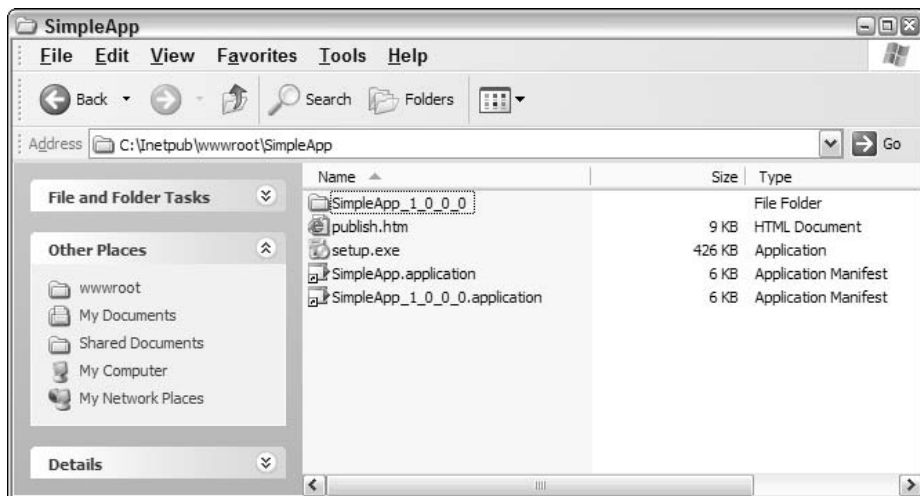 SimpleApp
File Edit View Favorites Tools Help
Back Search Folders
Address C:\Inetpub\wwwroot\SimpleApp Go
File and Folder Tasks
Other Places
wwwroot
My Documents
Shared Documents
My Computer
My Network Places
Details
Name Size Type
SimpleApp_1_0_0_0 File Folder
publish.htm 9 KB HTML Document
setup.exe 426 KB Application
SimpleApp.application 6 KB Application Manifest
SimpleApp_1_0_0_0.application 6 KB Application Manifest